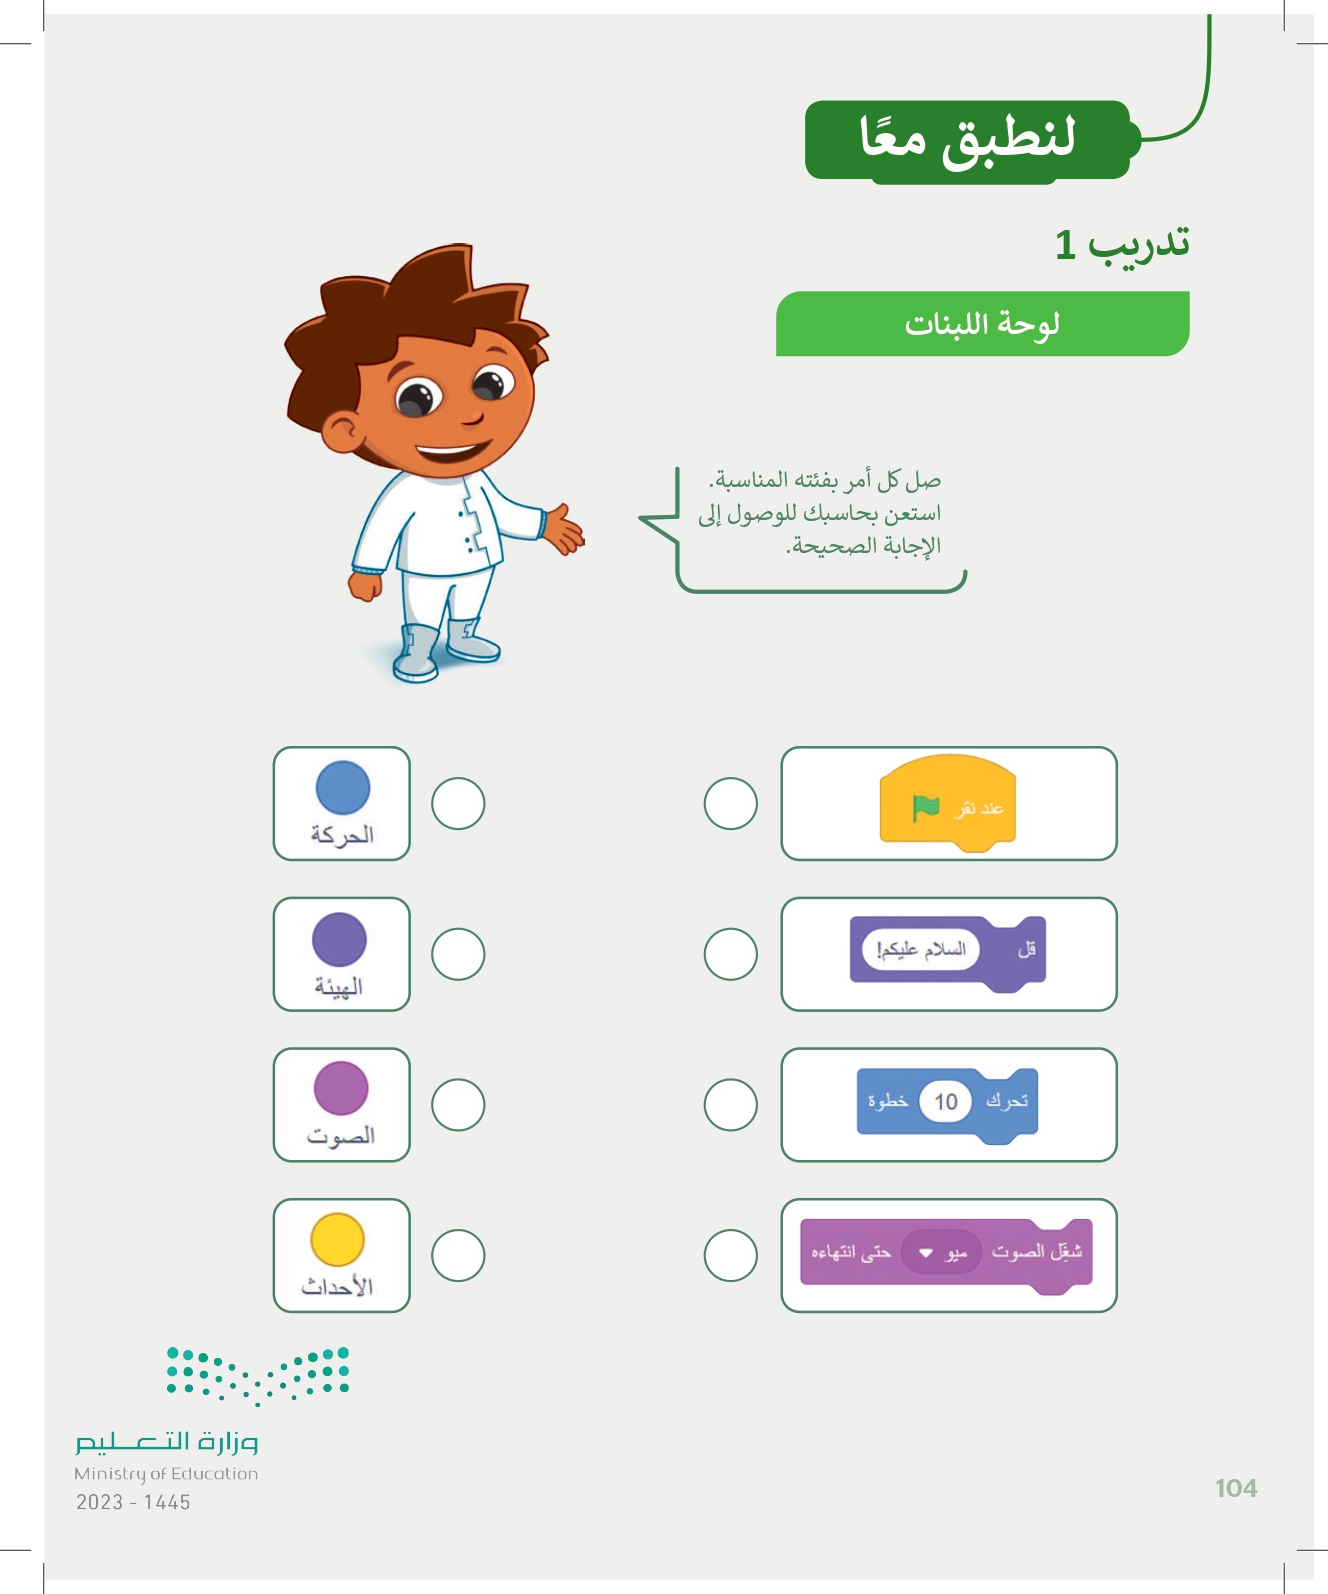 لنطبق معًا
تدريب 1
لوحة اللبنات
صل كل أمر بفئته المناسبة.
استعن بحاسبك للوصول إلى
الإجابة الصحيحة.
عند نقر
الحركة
قل السلام عليكم!
الهيئة
تحرك 10 خطوة
الصوت
شغّل الصوت ميو حتى انتهاءه
الأحداث
وزارة التعليم
Ministry of Education
2023 - 1445
104